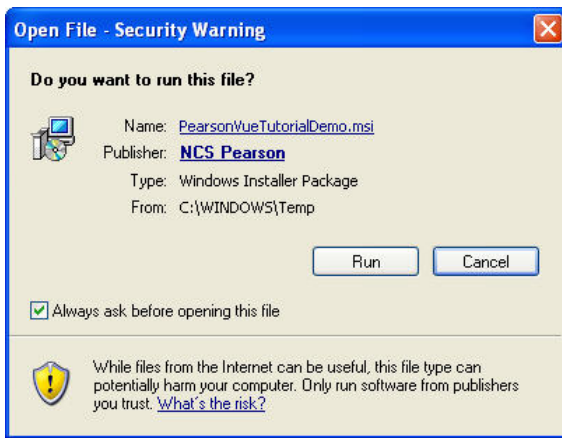 Open File - Security Warning
Do you want to run this file?
Name: PearsonVueTutorialDemo.msi
Publisher: NCS Pearson
Type: Windows Installer Package
From: C:\WINDOWS\Temp
Run Cancel
Always ask before opening this file
While files from the Internet can be useful, this file type can
potentially harm your computer. Only run software from publishers
you trust. What's the risk?